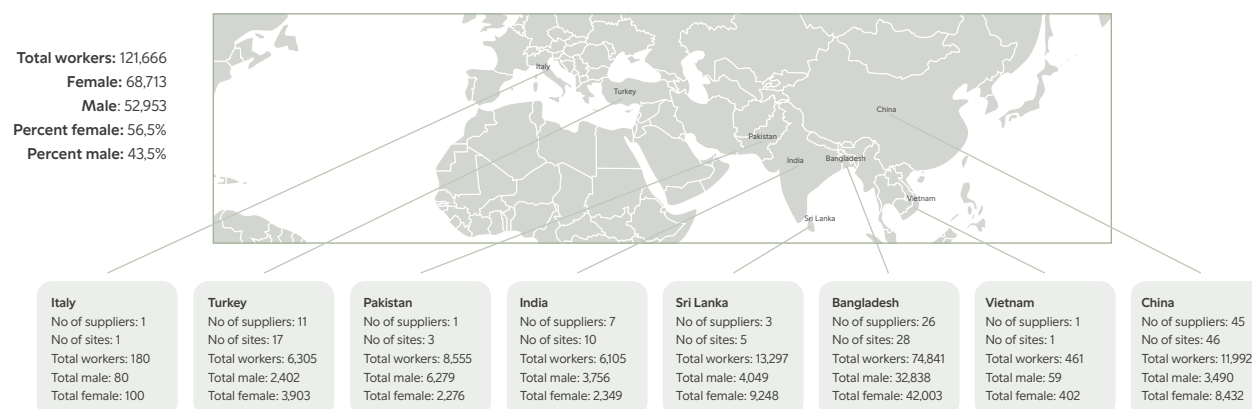 Total workers: 121,666
Female: 68,713
Male: 52,953
Percent female: 56,5%
Percent male: 43,5%
Italy
Turkey
China
Pakistan
India
Bangladesh
Vietnam
Sri Lanka
Italy
No of suppliers: 1
No of sites: 1
Total workers: 180
Total male: 80
Total female: 100
Turkey
No of suppliers: 11
No of sites: 17
Total workers: 6,305
Total male: 2,402
Total female: 3,903
Pakistan
No of suppliers: 1
No of sites: 3
Total workers: 8,555
Total male: 6,279
Total female: 2,276
India
No of suppliers: 7
No of sites: 10
Total workers: 6,105
Total male: 3,756
Total female: 2,349
Sri Lanka
No of suppliers: 3
No of sites: 5
Total workers: 13,297
Total male: 4,049
Total female: 9,248
Bangladesh
No of suppliers: 26
No of sites: 28
Total workers: 74,841
Total male: 32,838
Total female: 42,003
Vietnam
No of suppliers: 1
No of sites: 1
Total workers: 461
Total male: 59
Total female: 402
China
No of suppliers: 45
No of sites: 46
Total workers: 11,992
Total male: 3,490
Total female: 8,432